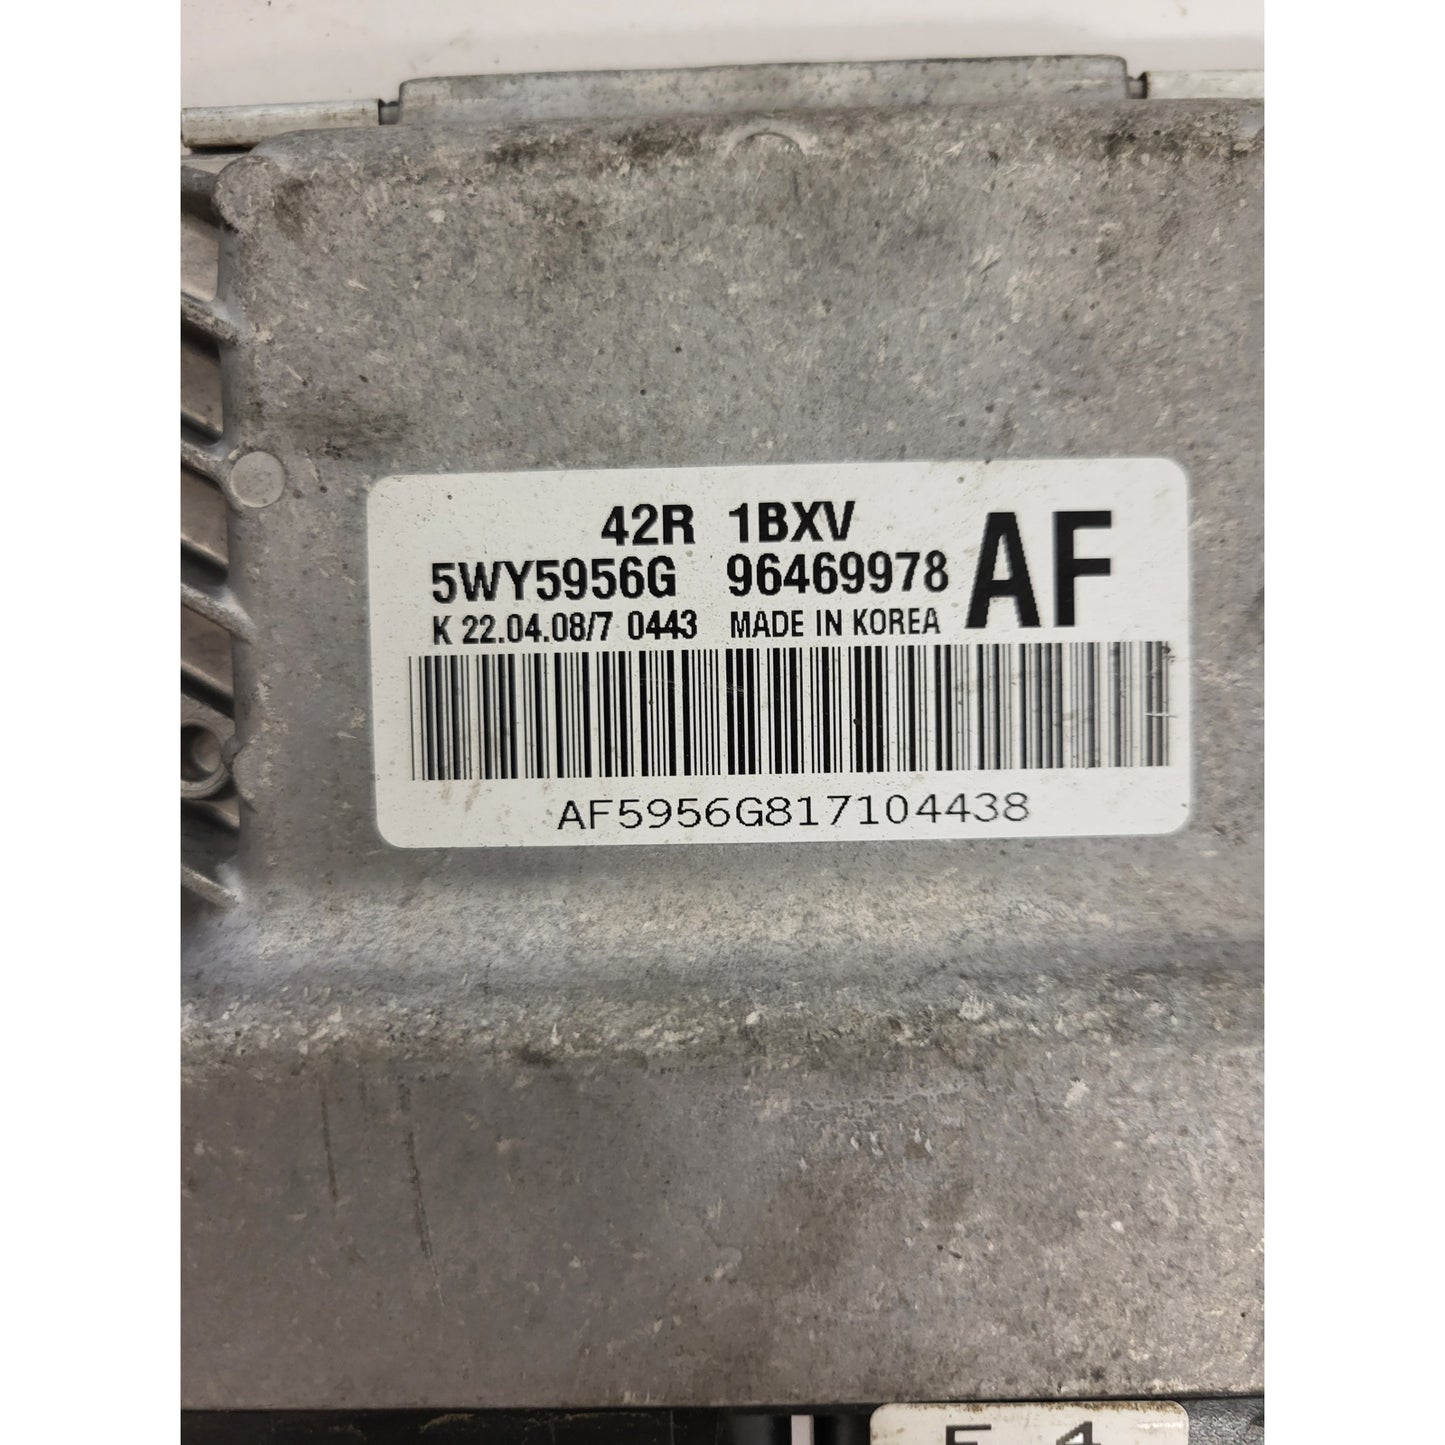 42R 1BXV
5WY5956G 96469978 AF
K 22.04.08/7 0443 MADE IN KOREA
AF5956G817104438